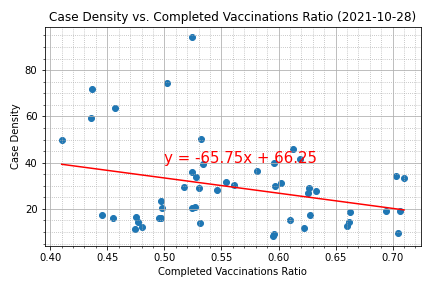 Case Density vs. Completed Vaccinations Ratio (2021-10-28)
Case Density
80
60
40
20
y = -65.75x + 66.25
0.40 0.45 0.50 0.55 0.60 0.65 0.70
Completed Vaccinations Ratio